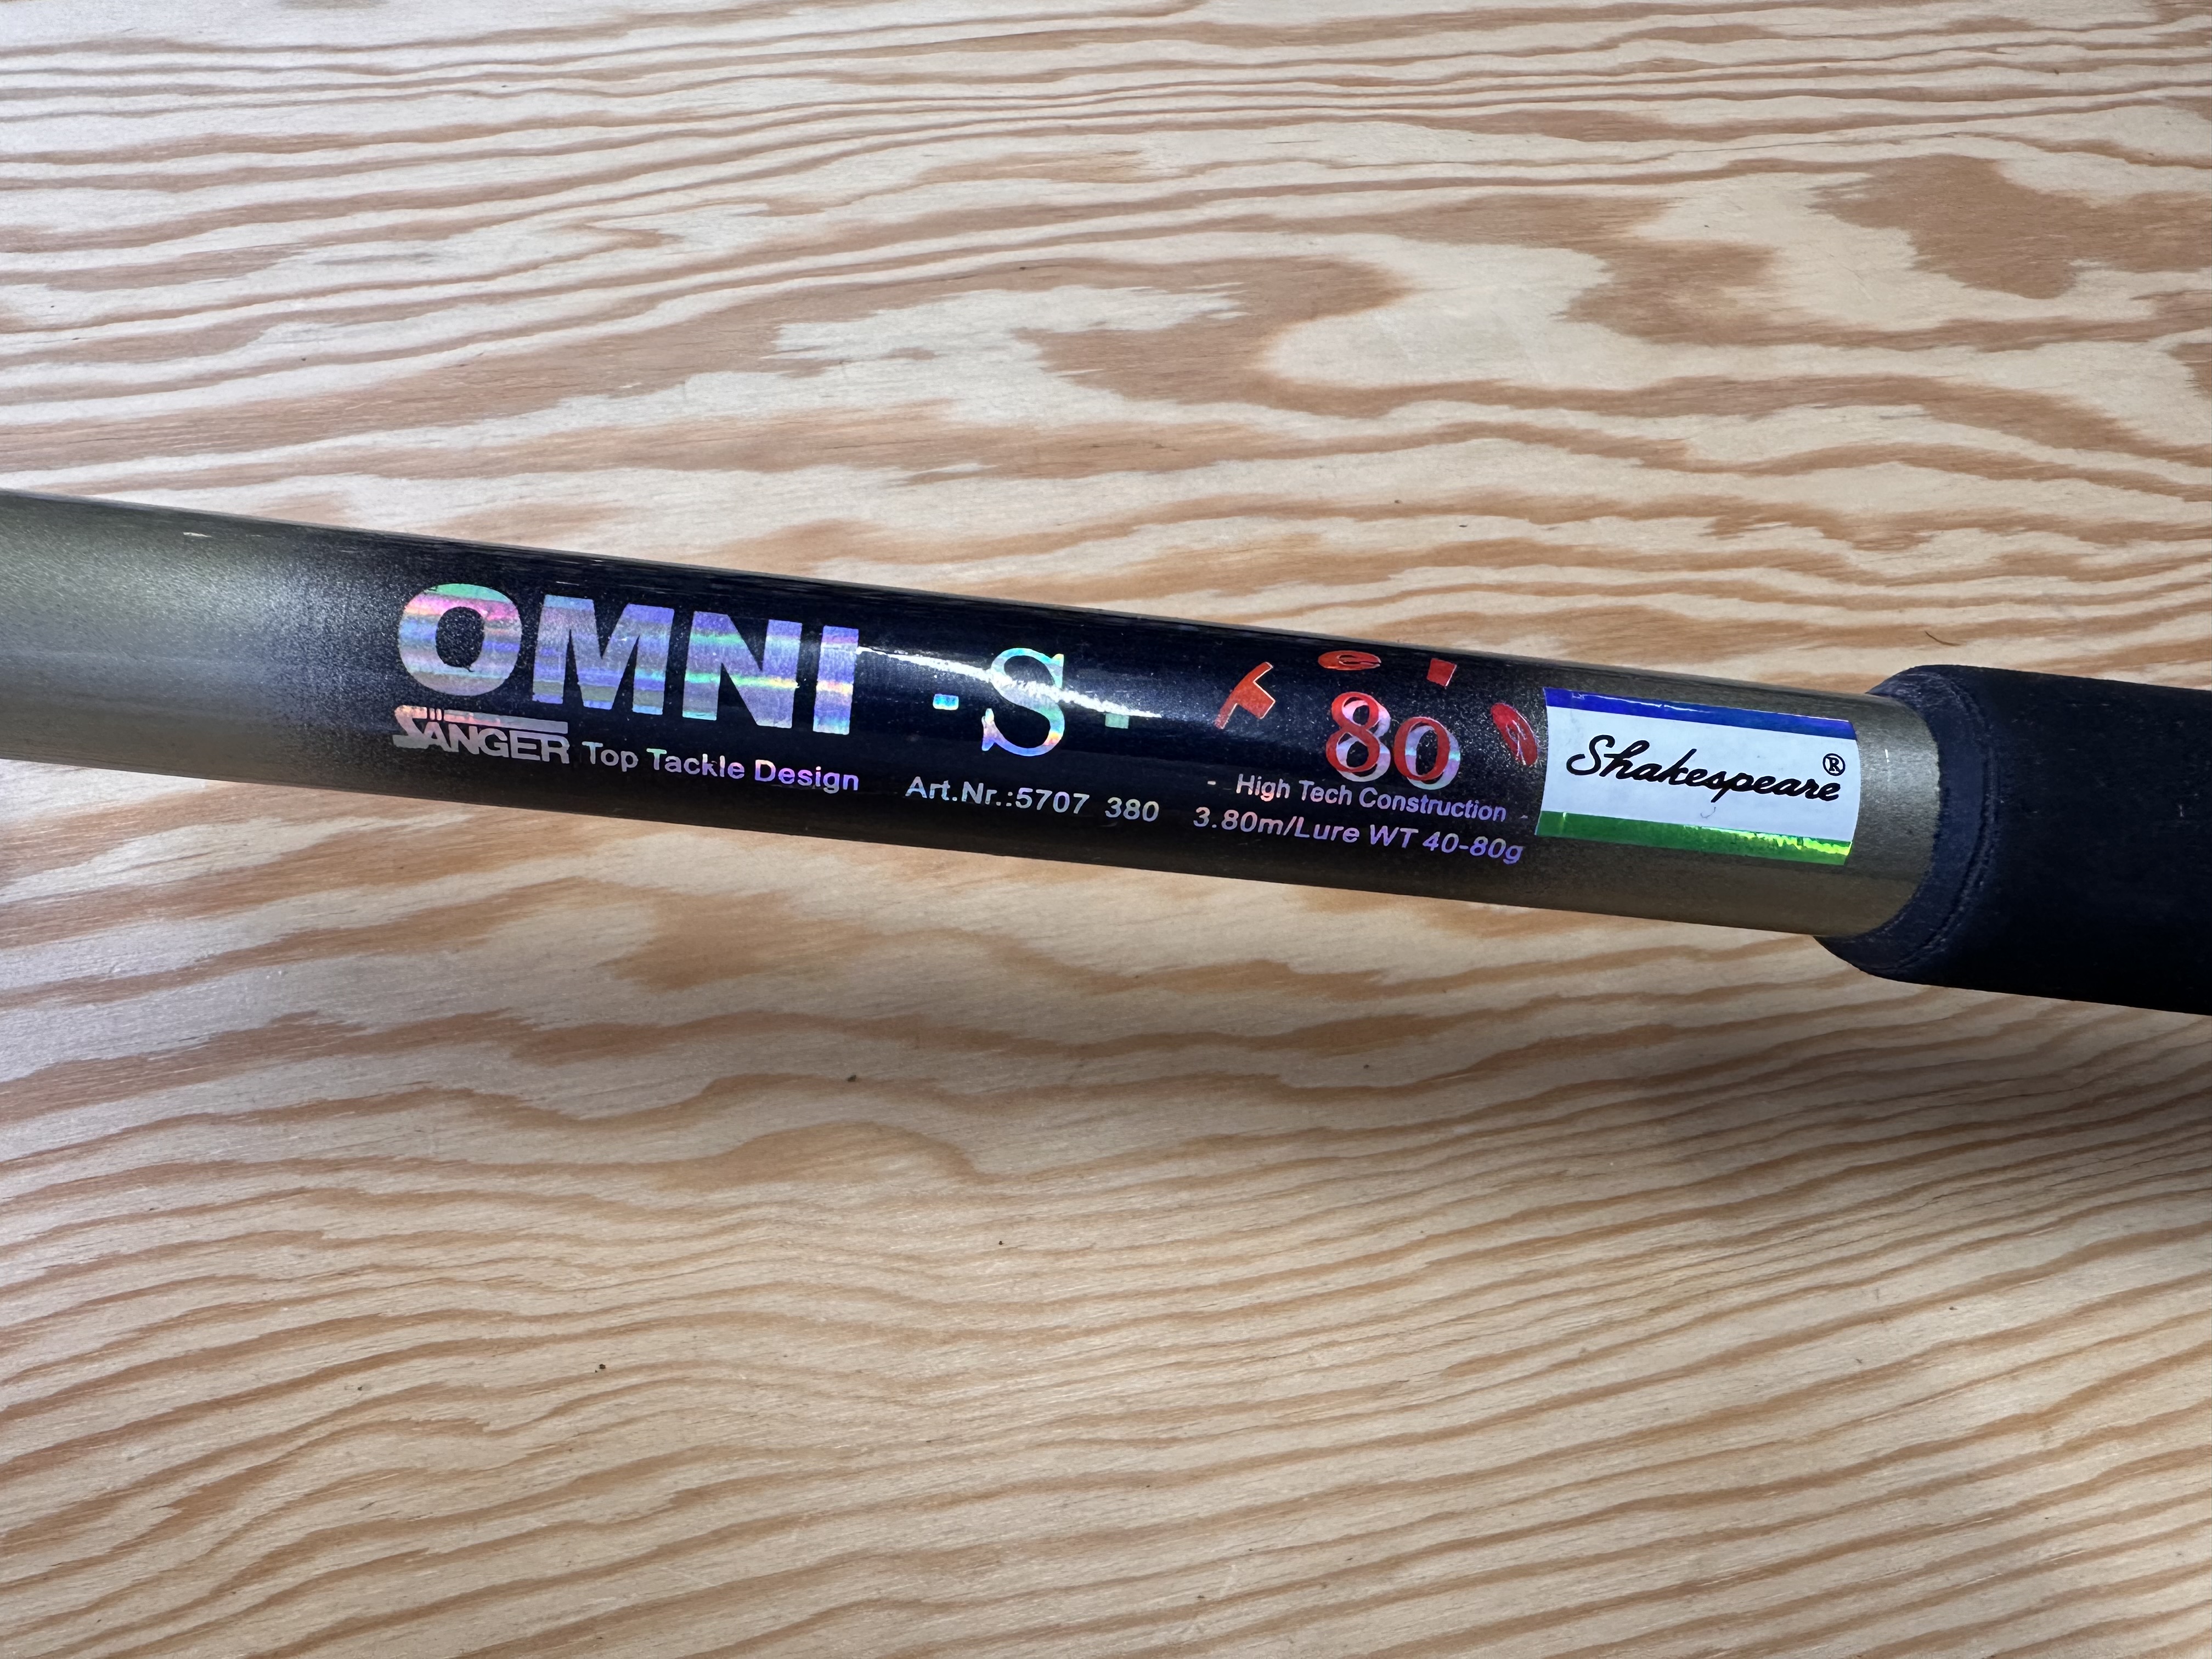 OMNI -S- 80
SÄNGER Top Tackle Design
Art.Nr.:5707 380
- High Tech Construction -
3.80m/Lure WT 40-80g
Shakespeare®